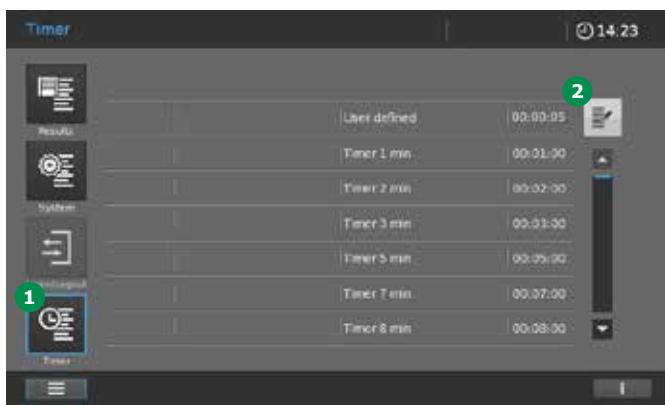 Timer
14:23
2
Results
User defined 00:00:05
Timer 1 min 00:01:00
System
Timer 2 min 00:02:00
Timer 3 min 00:03:00
Timer 5 min 00:05:00
1
Timer 7 min 00:07:00
Timer 8 min 00:08:00
Timer
i